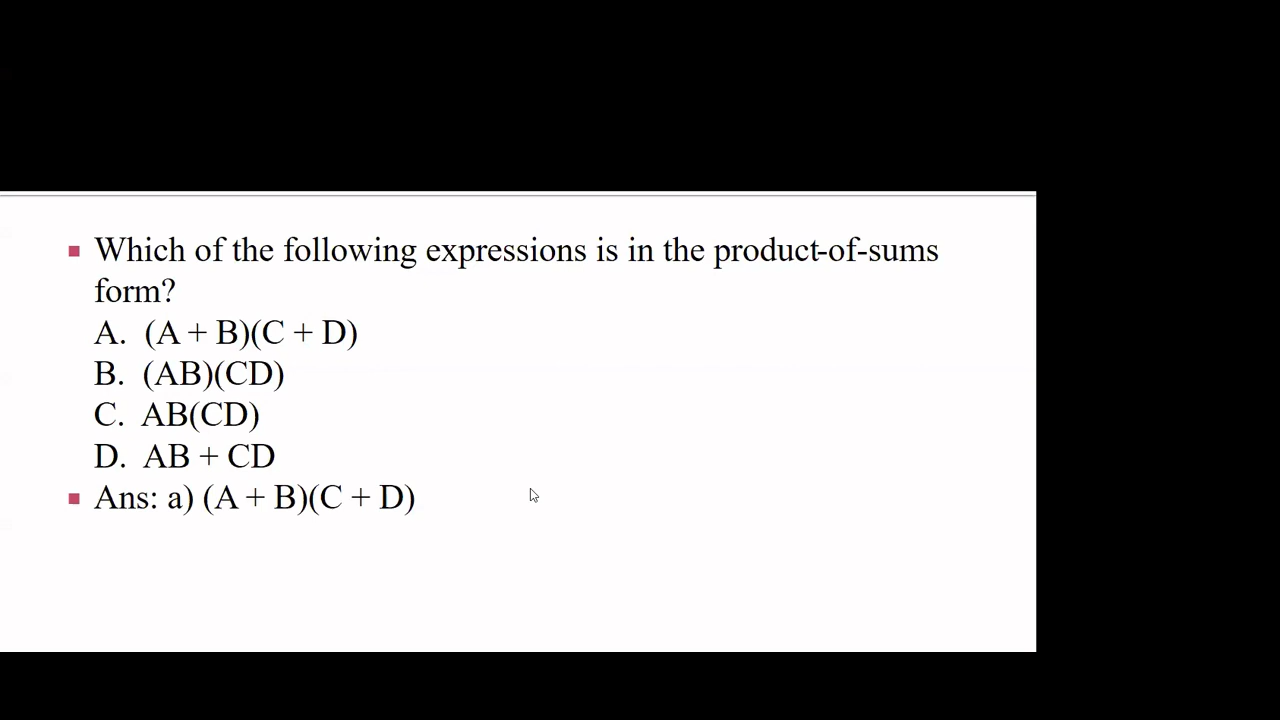 Which of the following expressions is in the product-of-sums
form?
A. (A + B)(C + D)
B. (AB)(CD)
C. AB(CD)
D. AB + CD
Ans: a) (A + B)(C + D)